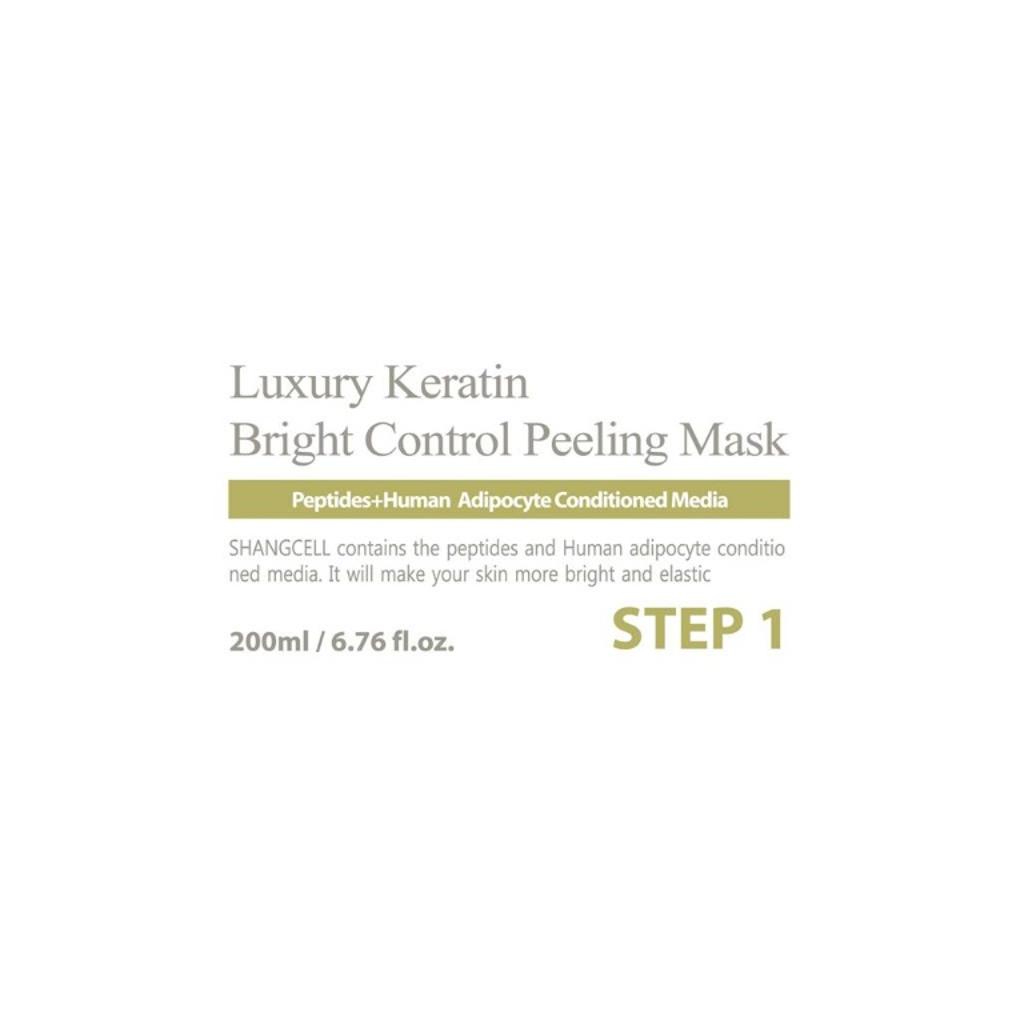 Luxury Keratin
Bright Control Peeling Mask
Peptides+Human Adipocyte Conditioned Media
SHANGCELL contains the peptides and Human adipocyte conditio
ned media. It will make your skin more bright and elastic
200ml / 6.76 fl.oz.
STEP 1